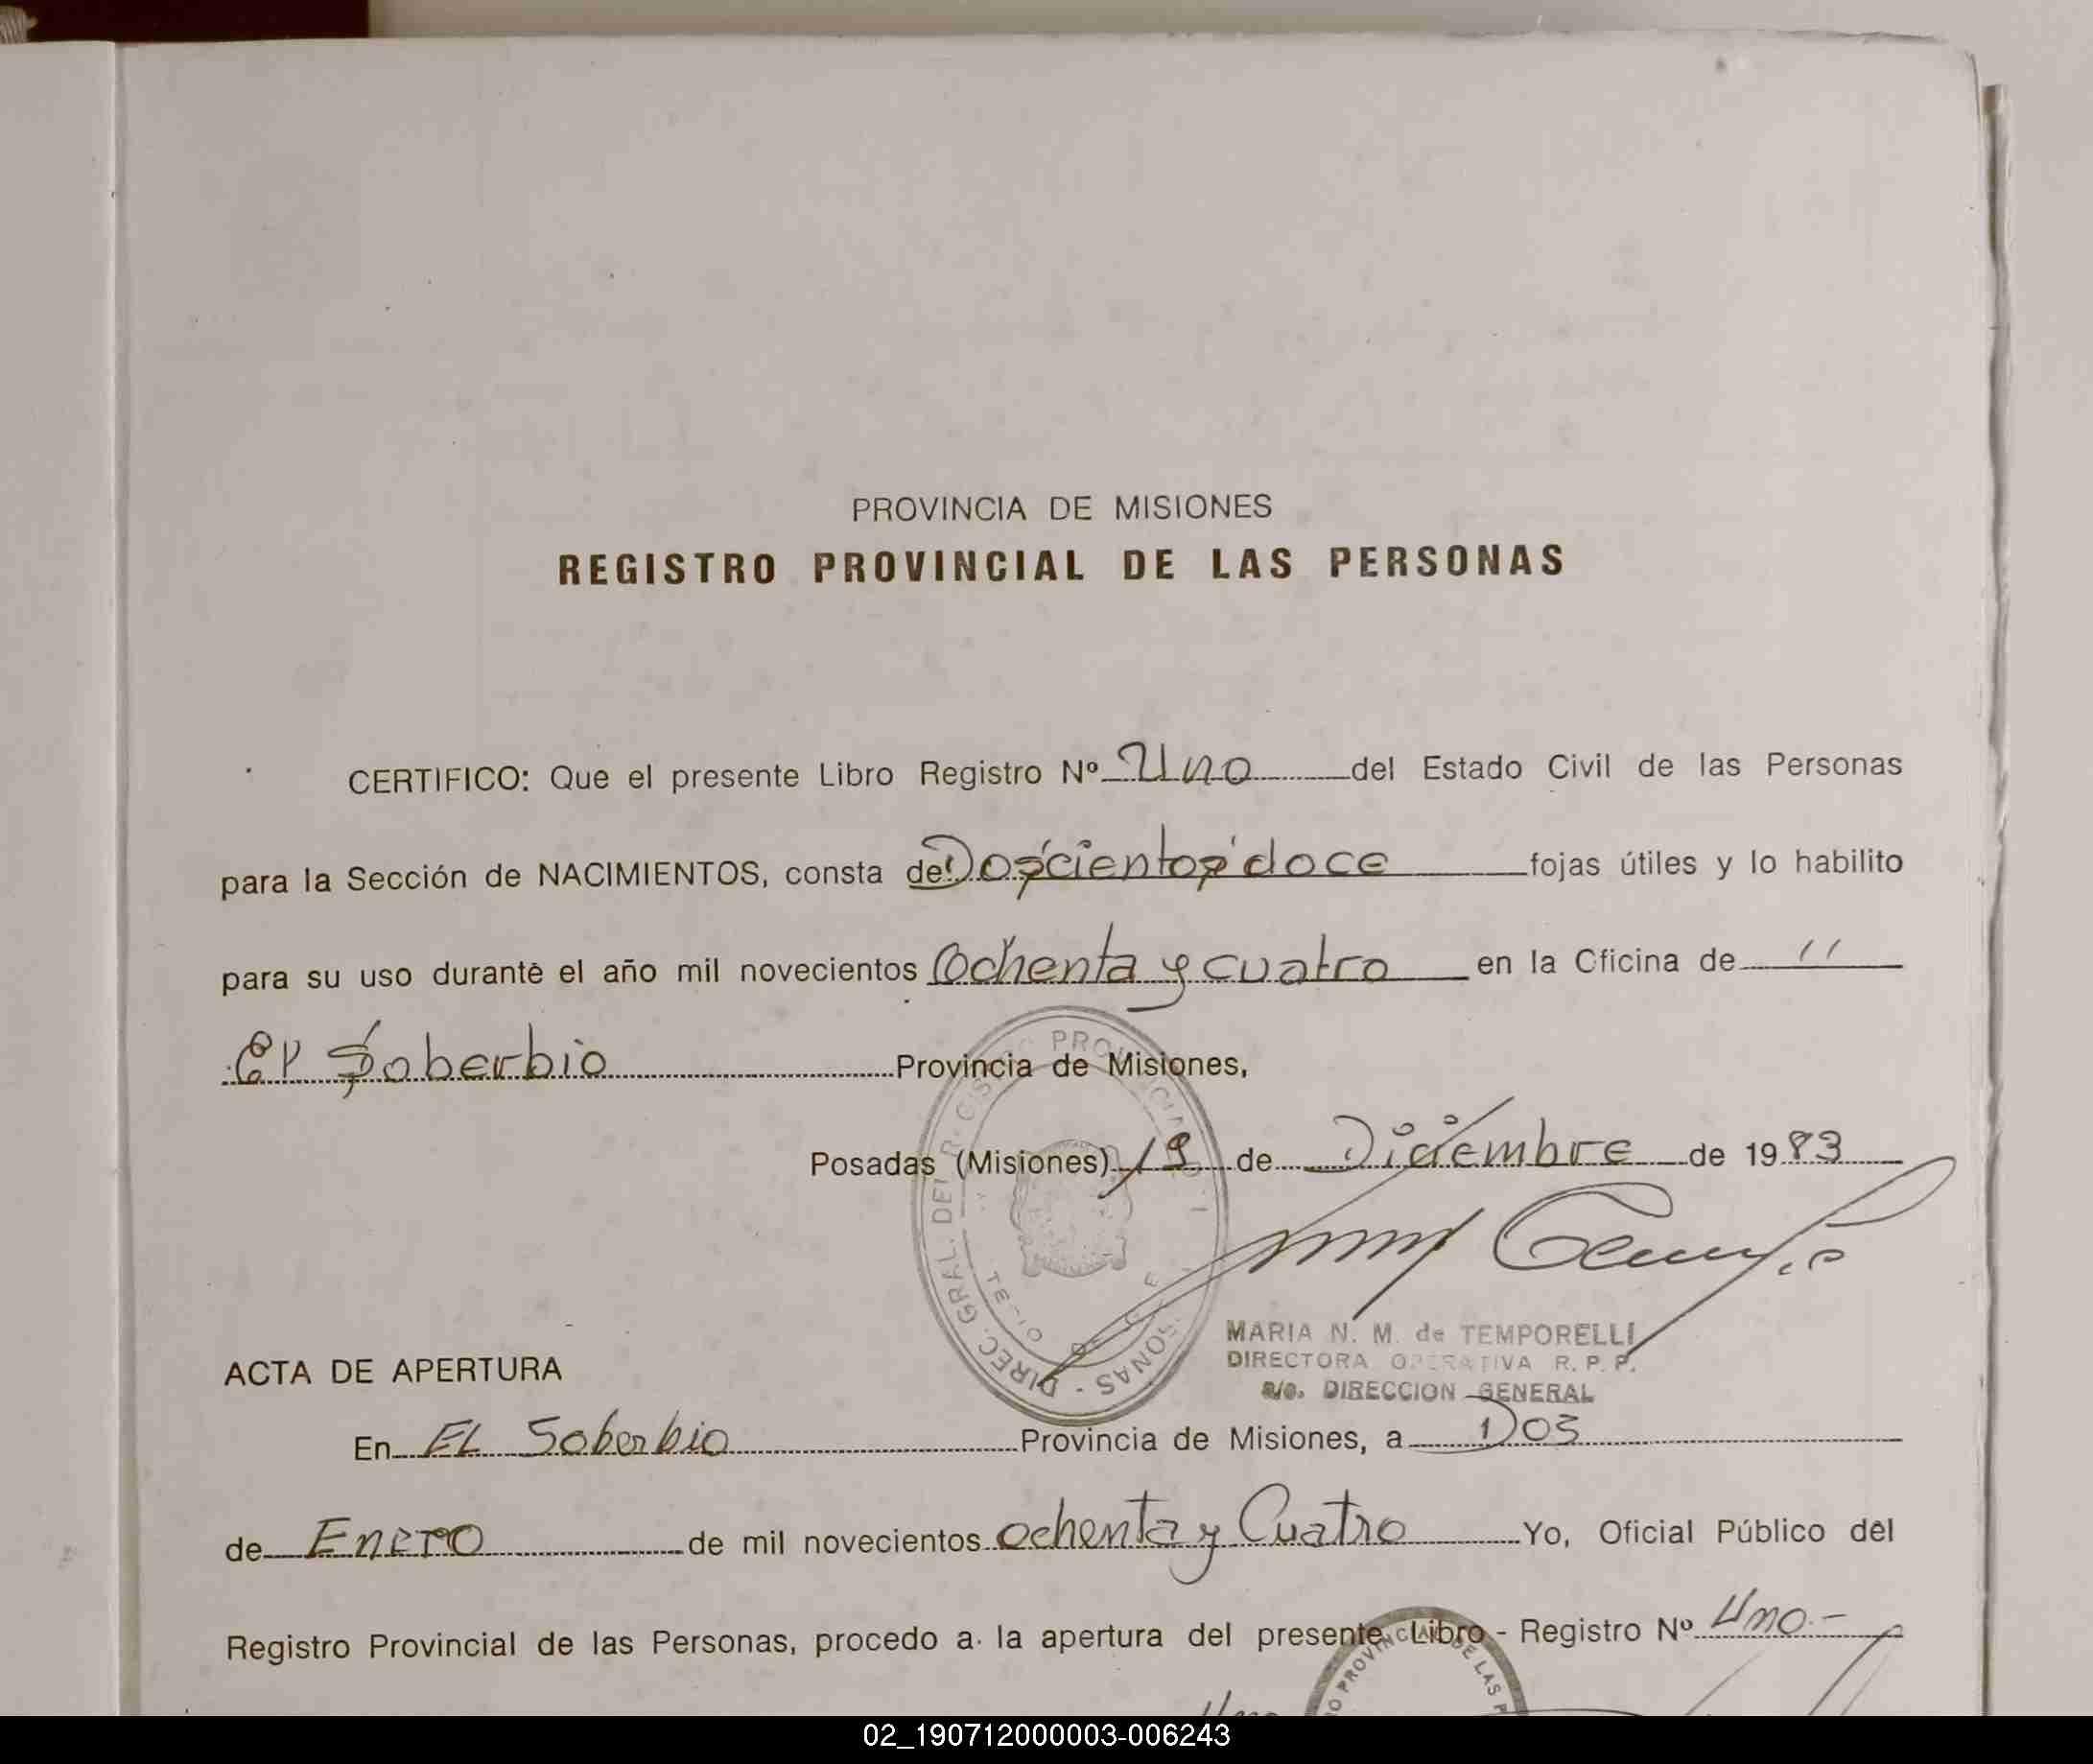 PROVINCIA DE MISIONES
REGISTRO PROVINCIAL DE LAS PERSONAS
CERTIFICO: Que el presente Libro Registro Nº Uno del Estado Civil de las Personas
para la Sección de NACIMIENTOS, consta de Doscientos doce fojas útiles y lo habilito
para su uso durante el año mil novecientos Ochenta y cuatro en la Oficina de "
El Soberbio Provincia de Misiones,
Posadas (Misiones) 19 de Diciembre de 1983
MARIA N. M. de TEMPORELLI
DIRECTORA OPERATIVA R. P. P.
a/c. DIRECCION GENERAL
ACTA DE APERTURA
En EL Soberbio Provincia de Misiones, a Dos
de Enero de mil novecientos ochenta y Cuatro Yo, Oficial Público del
Registro Provincial de las Personas, procedo a la apertura del presente Libro - Registro Nº Uno.-
02_190712000003-006243